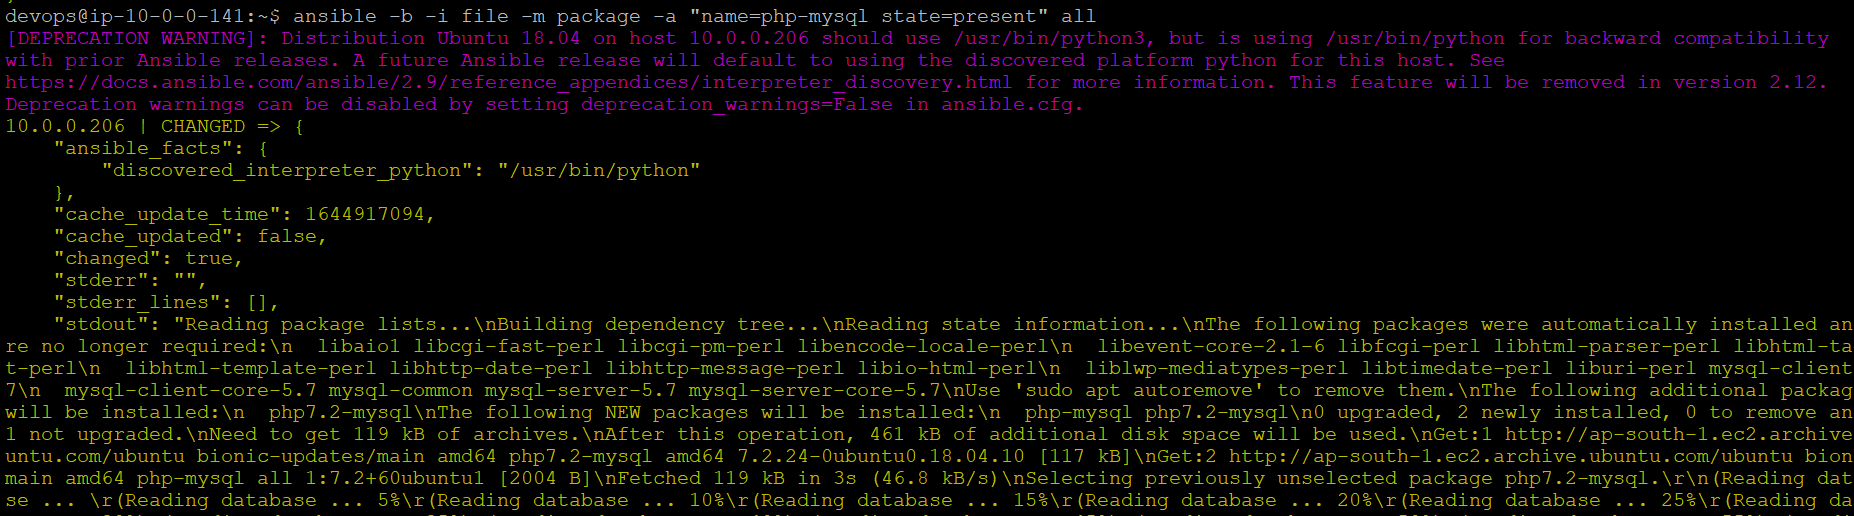 devops@ip-10-0-0-141:~$ ansible -b -i file -m package -a "name=php-mysql state=present" all
[DEPRECATION WARNING]: Distribution Ubuntu 18.04 on host 10.0.0.206 should use /usr/bin/python3, but is using /usr/bin/python for backward compatibility
with prior Ansible releases. A future Ansible release will default to using the discovered platform python for this host. See
https://docs.ansible.com/ansible/2.9/reference_appendices/interpreter_discovery.html for more information. This feature will be removed in version 2.12.
Deprecation warnings can be disabled by setting deprecation_warnings=False in ansible.cfg.
10.0.0.206 | CHANGED => {
    "ansible_facts": {
        "discovered_interpreter_python": "/usr/bin/python"
    },
    "cache_update_time": 1644917094,
    "cache_updated": false,
    "changed": true,
    "stderr": "",
    "stderr_lines": [],
    "stdout": "Reading package lists...\nBuilding dependency tree...\nReading state information...\nThe following packages were automatically installed an
re no longer required:\n  libaio1 libcgi-fast-perl libcgi-pm-perl libencode-locale-perl\n  libevent-core-2.1-6 libfcgi-perl libhtml-parser-perl libhtml-ta
t-perl\n  libhtml-template-perl libhttp-date-perl libhttp-message-perl libio-html-perl\n  liblwp-mediatypes-perl libtimedate-perl liburi-perl mysql-client
7\n  mysql-client-core-5.7 mysql-common mysql-server-5.7 mysql-server-core-5.7\nUse 'sudo apt autoremove' to remove them.\nThe following additional packag
will be installed:\n  php7.2-mysql\nThe following NEW packages will be installed:\n  php-mysql php7.2-mysql\n0 upgraded, 2 newly installed, 0 to remove an
1 not upgraded.\nNeed to get 119 kB of archives.\nAfter this operation, 461 kB of additional disk space will be used.\nGet:1 http://ap-south-1.ec2.archive
untu.com/ubuntu bionic-updates/main amd64 php7.2-mysql amd64 7.2.24-0ubuntu0.18.04.10 [117 kB]\nGet:2 http://ap-south-1.ec2.archive.ubuntu.com/ubuntu bion
main amd64 php-mysql all 1:7.2+60ubuntu1 [2004 B]\nFetched 119 kB in 3s (46.8 kB/s)\nSelecting previously unselected package php7.2-mysql.\r\n(Reading dat
se ... \r(Reading database ... 5%\r(Reading database ... 10%\r(Reading database ... 15%\r(Reading database ... 20%\r(Reading database ... 25%\r(Reading da